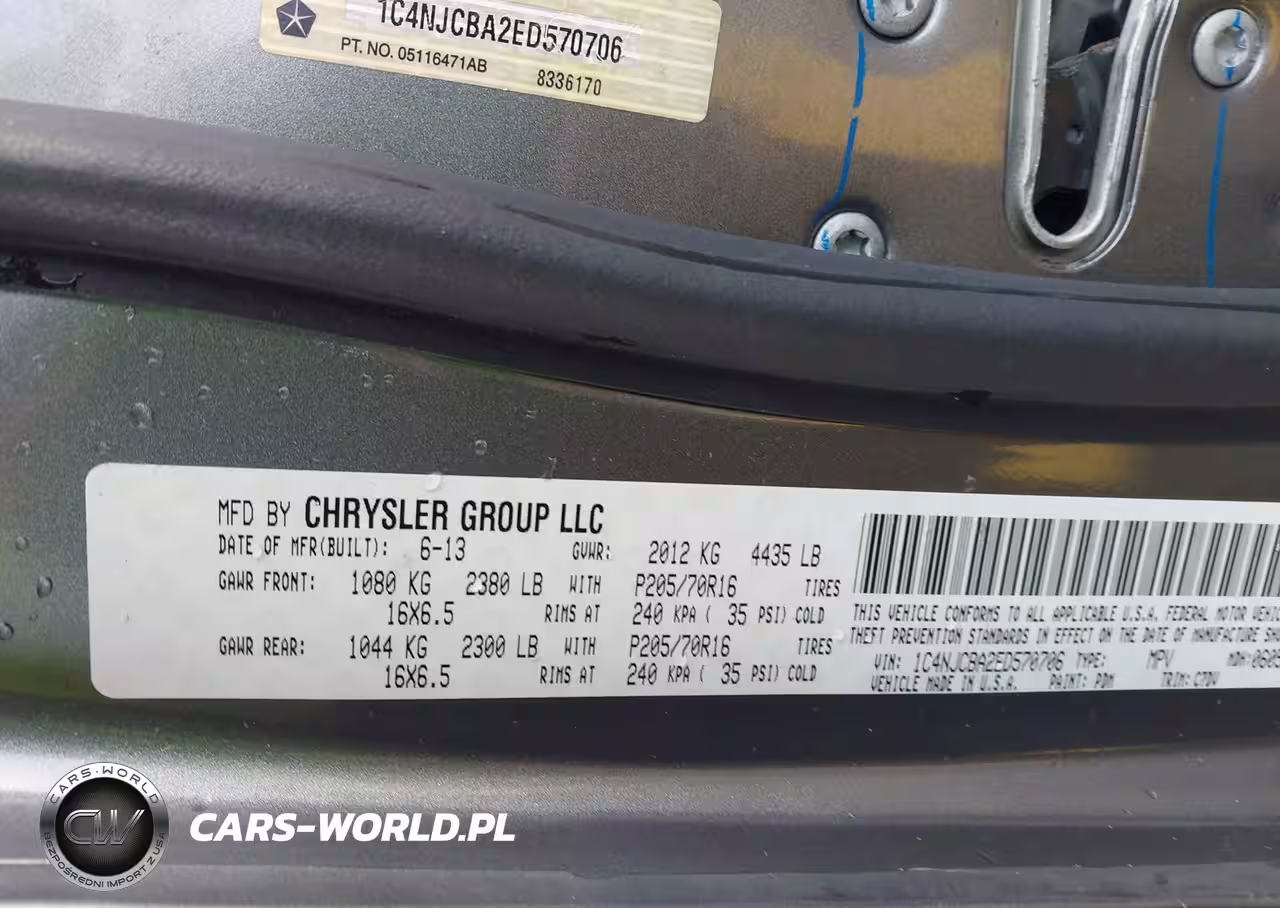 1C4NJCBA2ED570706
PT. NO. 05116471AB 8336170
MFD BY CHRYSLER GROUP LLC
DATE OF MFR(BUILT): 6-13 GVWR: 2012 KG 4435 LB
GAWR FRONT: 1080 KG 2380 LB WITH P205/70R16 TIRES
16X6.5 RIMS AT 240 KPA ( 35 PSI) COLD
GAWR REAR: 1044 KG 2300 LB WITH P205/70R16 TIRES
16X6.5 RIMS AT 240 KPA ( 35 PSI) COLD
THIS VEHICLE CONFORMS TO ALL APPLICABLE U.S.A. FEDERAL MOTOR
THEFT PREVENTION STANDARDS IN EFFECT ON THE DATE OF MANUFACTURE
VIN: 1C4NJCBA2ED570706 TYPE: MPV MDH:
VEHICLE MADE IN U.S.A. PAINT: PDM TRIM: C7DV
CARS-WORLD
CW
BEZPOŚREDNI IMPORT Z USA
CARS-WORLD.PL